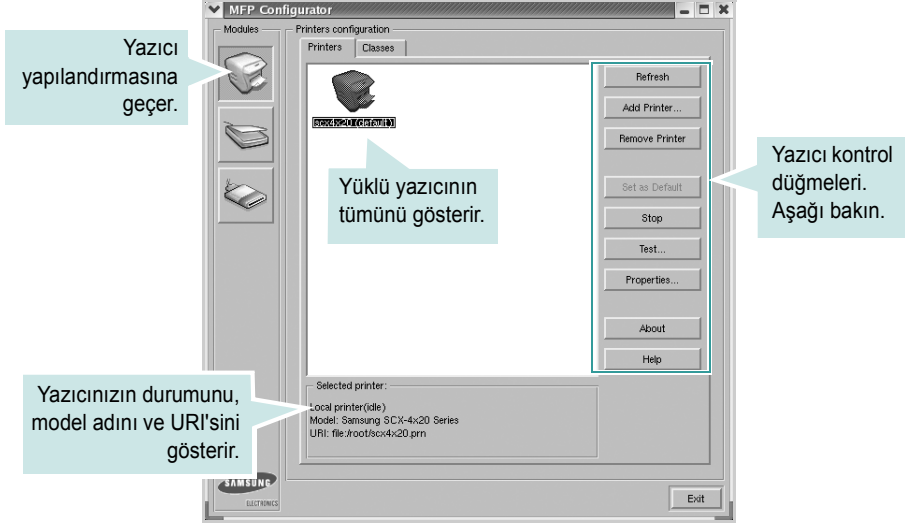 MFP Configurator
Modules
Printers configuration
Printers
Classes
scx4x20 (default)
Refresh
Add Printer...
Remove Printer
Set as Default
Stop
Test...
Properties...
About
Help
Selected printer:
Local printer(idle)
Model: Samsung SCX-4x20 Series
URI: file:/root/scx4x20.prn
SAMSUNG
ELECTRONICS
Exit
Yazıcı
yapılandırmasına
geçer.
Yüklü yazıcının
tümünü gösterir.
Yazıcı kontrol
düğmeleri.
Aşağı bakın.
Yazıcınızın durumunu,
model adını ve URI'sini
gösterir.